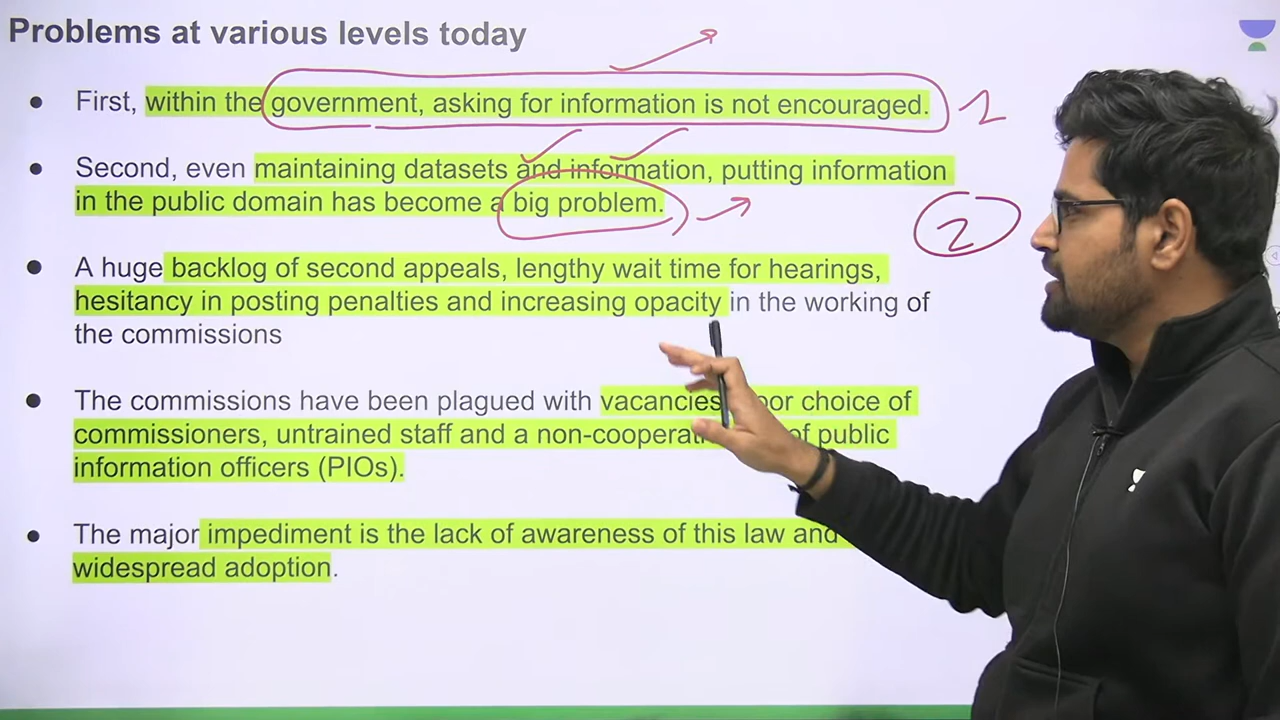 Problems at various levels today
● First, within the government, asking for information is not encouraged. 1
● Second, even maintaining datasets and information, putting information
in the public domain has become a big problem. 2
● A huge backlog of second appeals, lengthy wait time for hearings,
hesitancy in posting penalties and increasing opacity in the working of
the commissions
● The commissions have been plagued with vacancies choice of
commissioners, untrained staff and a of public
information officers (PIOs).
● The major impediment is the lack of awareness of this law and
widespread adoption.